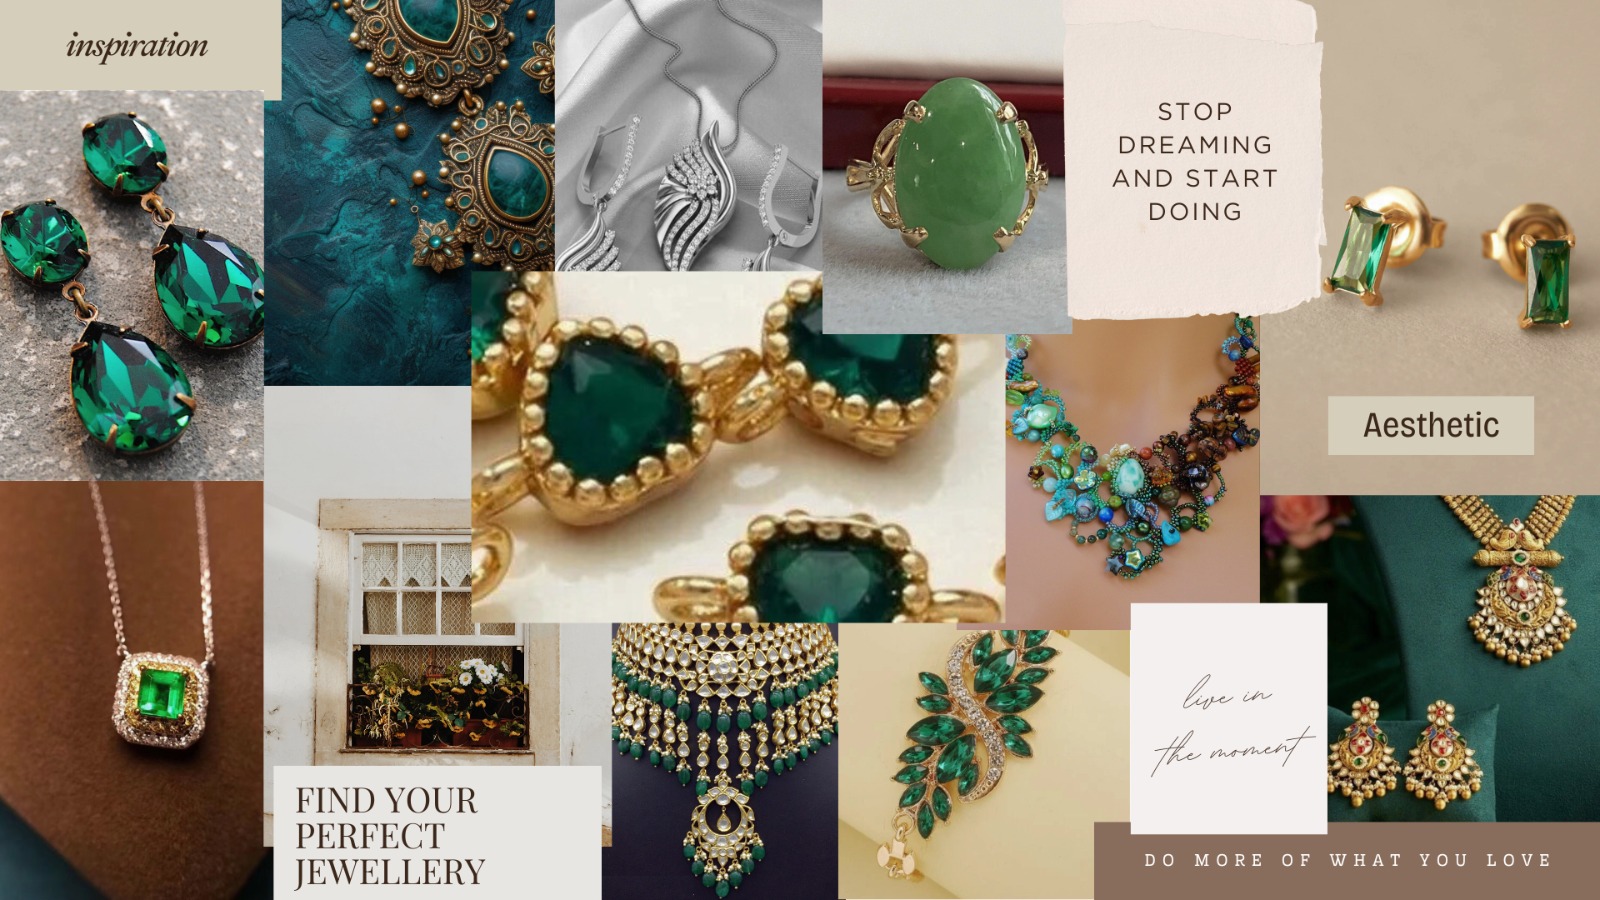 inspiration
STOP
DREAMING
AND START
DOING
Aesthetic
live in
the moment
FIND YOUR
PERFECT
JEWELLERY
DO MORE OF WHAT YOU LOVE